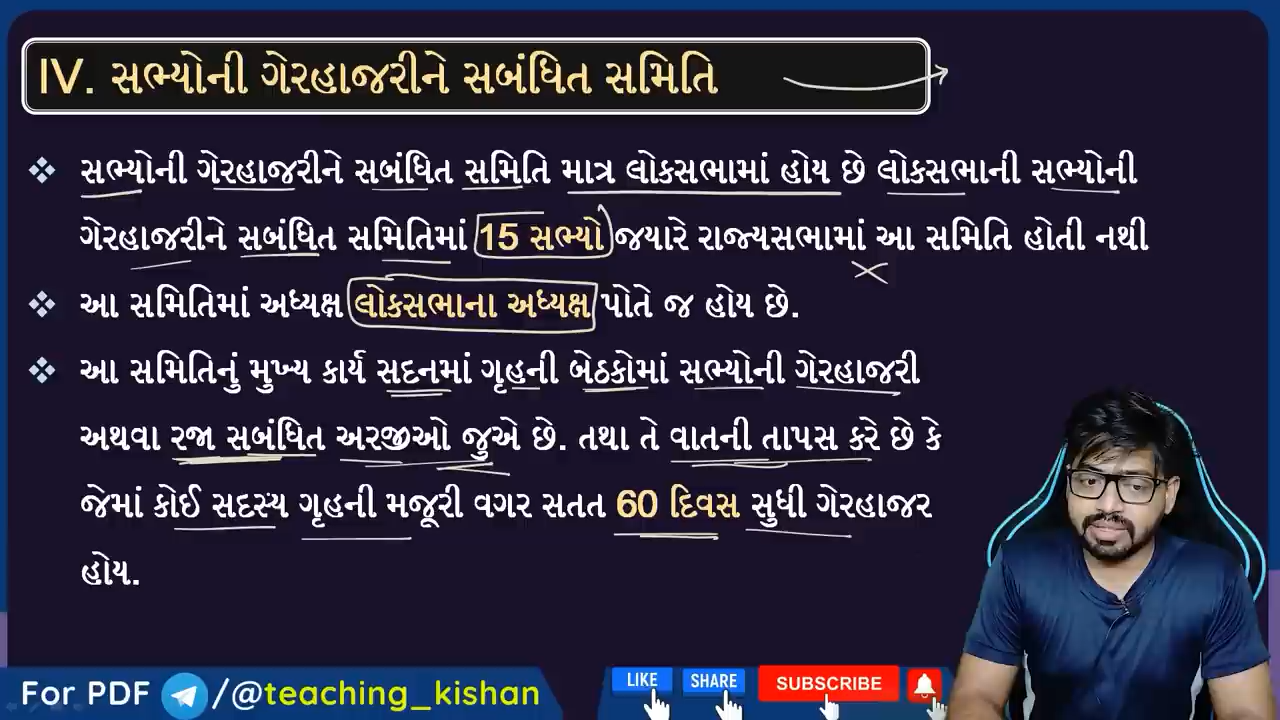 IV. સભ્યોની ગેરહાજરીને સબંધિત સમિતિ
❖ સભ્યોની ગેરહાજરીને સબંધિત સમિતિ માત્ર લોકસભામાં હોય છે લોકસભાની સભ્યોની
ગેરહાજરીને સબંધિત સમિતિમાં 15 સભ્યો જયારે રાજ્યસભામાં આ સમિતિ હોતી નથી
❖ આ સમિતિમાં અધ્યક્ષ લોકસભાના અધ્યક્ષ પોતે જ હોય છે.
❖ આ સમિતિનું મુખ્ય કાર્ય સદનમાં ગૃહની બેઠકોમાં સભ્યોની ગેરહાજરી
અથવા રજા સબંધિત અરજીઓ જુએ છે. તથા તે વાતની તાપસ કરે છે કે
જેમાં કોઈ સદસ્ય ગૃહની મજૂરી વગર સતત 60 દિવસ સુધી ગેરહાજર
હોય.
For PDF /@teaching_kishan
LIKE SHARE SUBSCRIBE